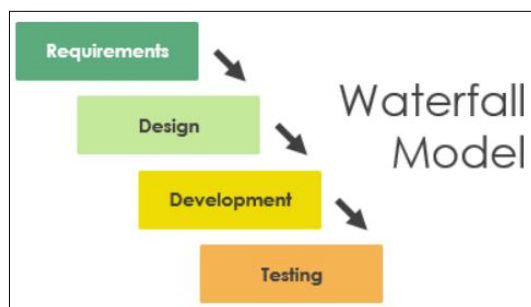 Requirements
Design
Development
Testing
Waterfall
Model